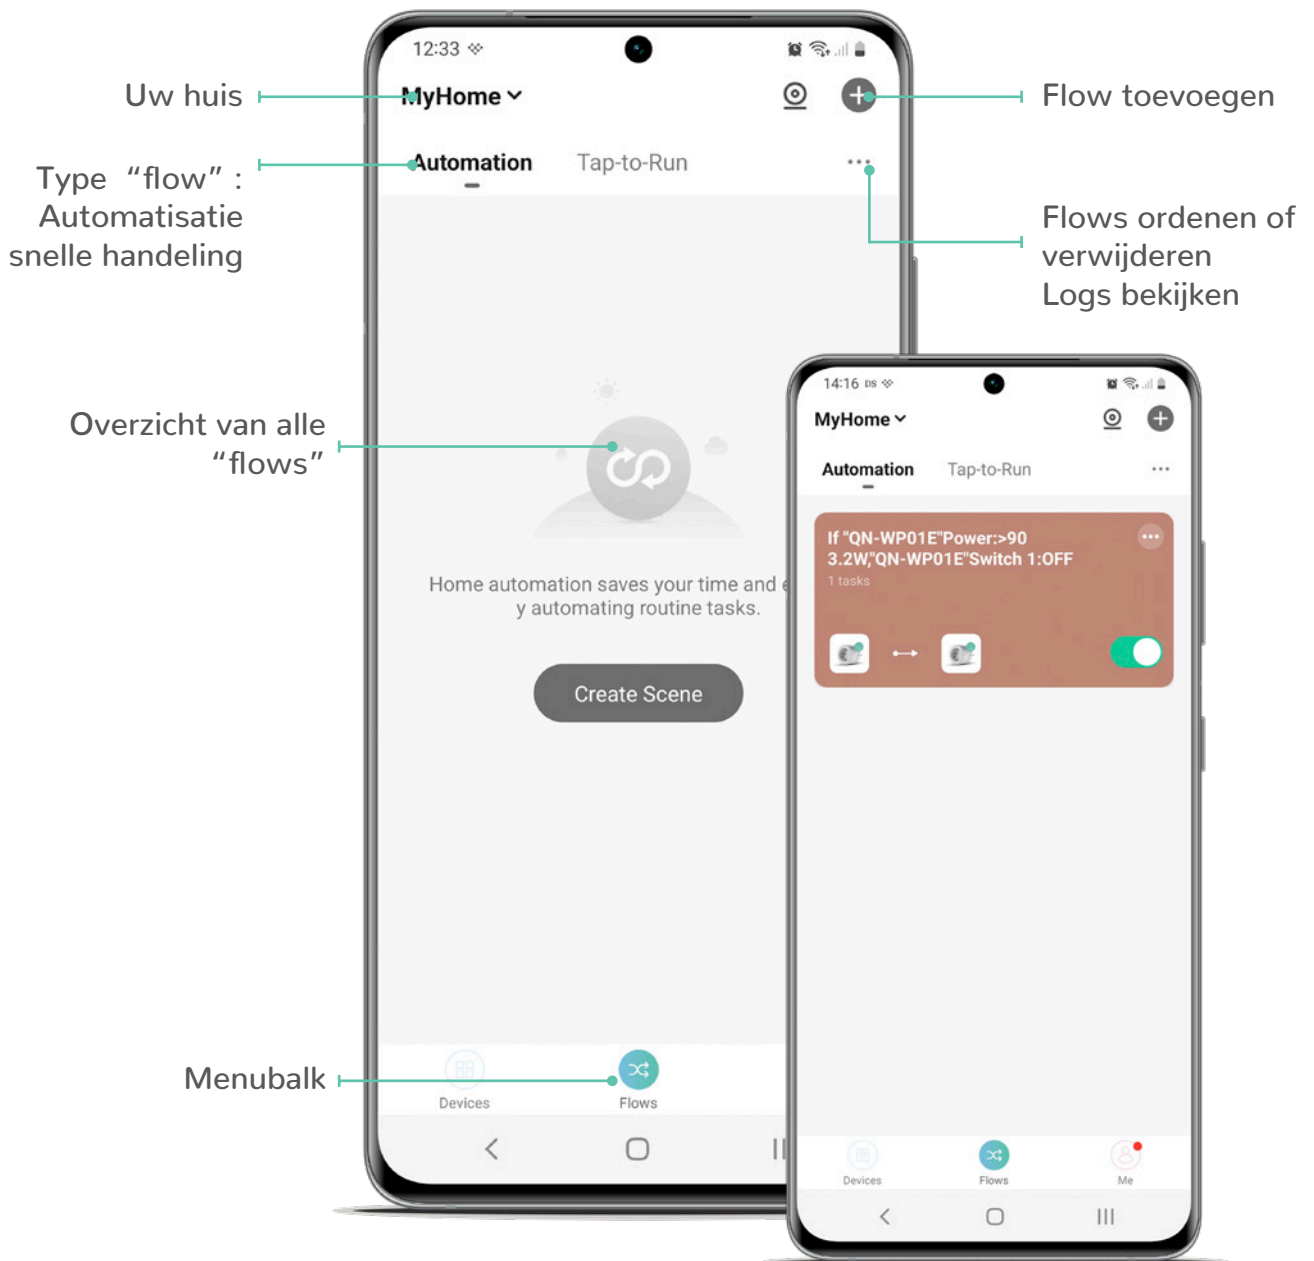 12:33
Uw huis
MyHome
Flow toevoegen
Automation
Tap-to-Run
Type "flow" :
Automatisatie
snelle handeling
Flows ordenen of
verwijderen
Logs bekijken
Overzicht van alle
"flows"
Home automation saves your time and e
y automating routine tasks.
Create Scene
Menubalk
Devices
Flows
14:16 DS
MyHome
Automation
Tap-to-Run
If "QN-WP01E"Power:>90
3.2W,"QN-WP01E"Switch 1:OFF
1 tasks
Devices
Flows
Me